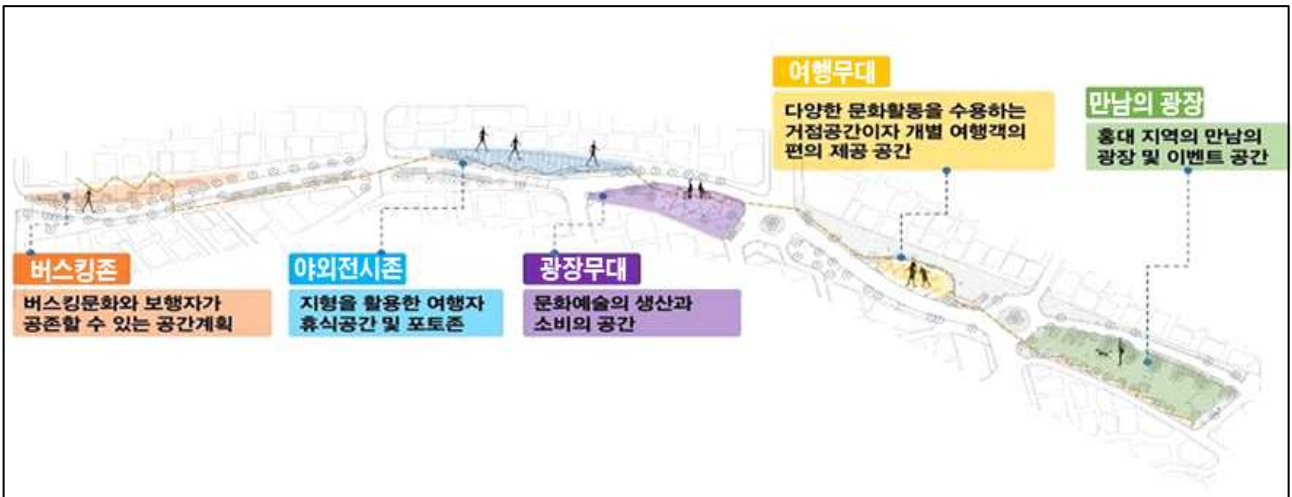 여행무대
다양한 문화활동을 수용하는
거점공간이자 개별 여행객의
편의 제공 공간
만남의 광장
홍대 지역의 만남의
광장 및 이벤트 공간
버스킹존
버스킹문화와 보행자가
공존할 수 있는 공간계획
야외전시존
지형을 활용한 여행자
휴식공간 및 포토존
광장무대
문화예술의 생산과
소비의 공간